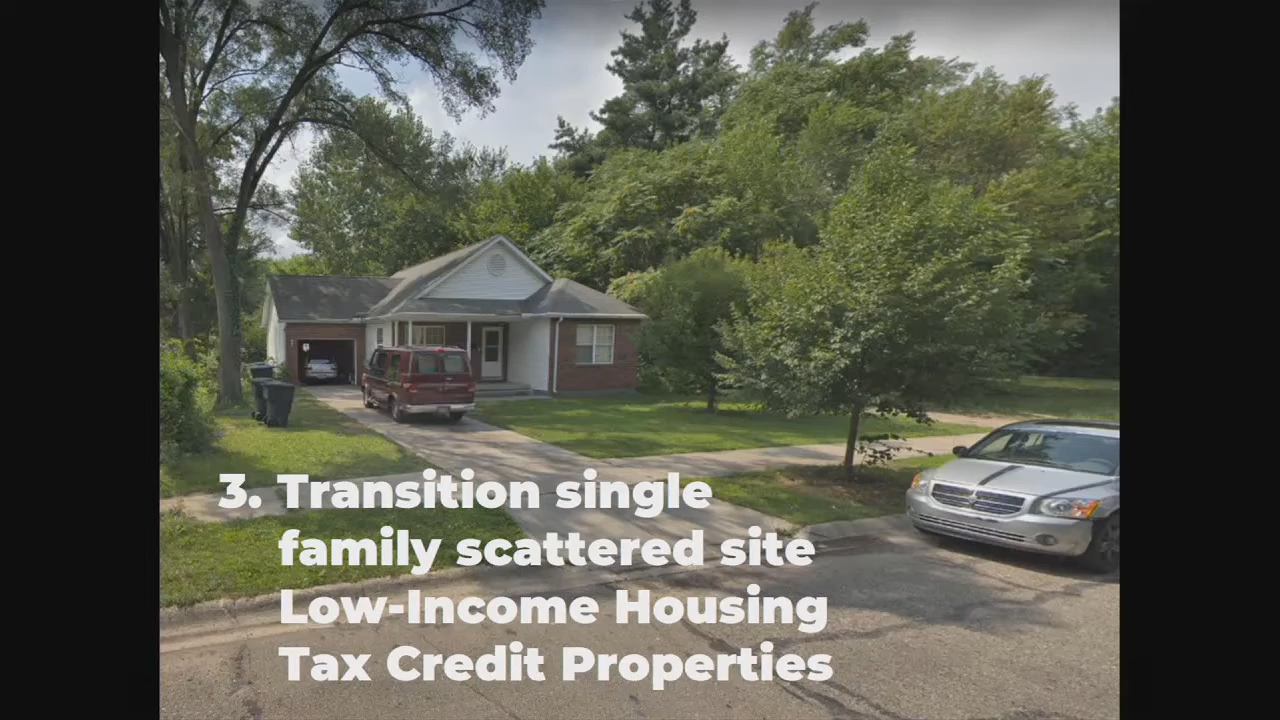 3. Transition single
family scattered site
Low-Income Housing
Tax Credit Properties